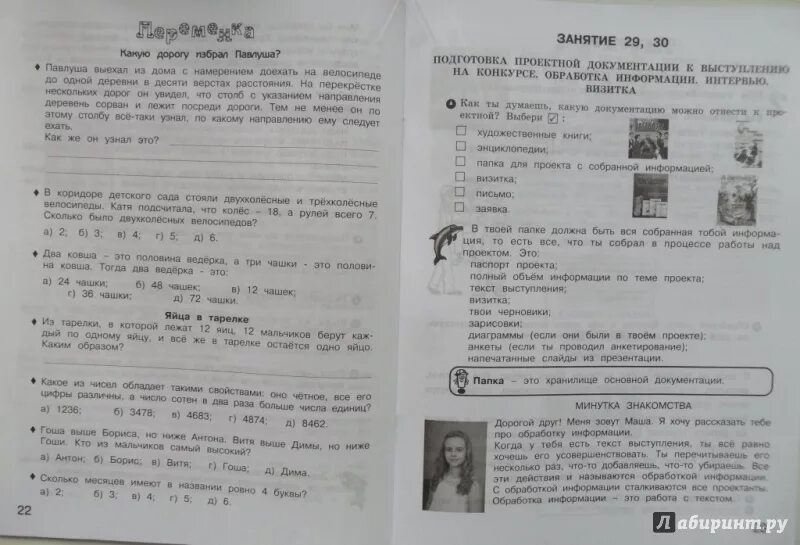 Переменка
Какую дорогу избрал Павлуша?
♦ Павлуша выехал из дома с намерением доехать на велосипеде
до одной деревни в десяти верстах расстояния. На перекрёстке
нескольких дорог он увидел, что столб с указанием направления
деревень сорван и лежит посреди дороги. Тем не менее он по
этому столбу всё-таки узнал, по какому направлению ему следует
ехать.
Как же он узнал это?
♦ В коридоре детского сада стояли двухколёсные и трёхколёсные
велосипеды. Катя подсчитала, что колёс – 18, а рулей всего 7.
Сколько было двухколёсных велосипедов?
а) 2; б) 3; в) 4; г) 5; д) 6.
♦ Два ковша – это половина ведёрка, а три чашки – это полови-
на ковша. Тогда два ведёрка – это:
а) 24 чашки; б) 48 чашек; в) 12 чашек;
г) 36 чашки; д) 72 чашки.
Яйца в тарелке
♦ Из тарелки, в которой лежат 12 яиц, 12 мальчиков берут каж-
дый по одному яйцу, и всё же в тарелке остаётся одно яйцо.
Каким образом?
♦ Какое из чисел обладает такими свойствами: оно чётное, все его
цифры различны, а число сотен в два раза больше числа единиц?
а) 1236; б) 3478; в) 4683; г) 4874; д) 8462.
♦ Гоша выше Бориса, но ниже Антона. Витя выше Димы, но ниже
Гоши. Кто из мальчиков самый высокий?
а) Антон; б) Борис; в) Витя; г) Гоша; д) Дима.
♦ Сколько месяцев имеют в названии ровно 4 буквы?
а) 2; б) 3; в) 4; г) 5; д) 6.
22
ЗАНЯТИЕ 29, 30
ПОДГОТОВКА ПРОЕКТНОЙ ДОКУМЕНТАЦИИ К ВЫСТУПЛЕНИЮ
НА КОНКУРСЕ. ОБРАБОТКА ИНФОРМАЦИИ. ИНТЕРВЬЮ.
ВИЗИТКА
Как ты думаешь, какую документацию можно отнести к про-
ектной? Выбери ☑ :
☐ художественные книги;
☐ энциклопедии;
☐ папка для проекта с собранной информацией;
☐ визитка;
☐ письмо;
☐ заявка.
В твоей папке должна быть вся собранная тобой информа-
ция, то есть все, что ты собрал в процессе работы над
проектом. Это:
паспорт проекта;
полный объём информации по теме проекта;
текст выступления;
визитка;
твои черновики;
зарисовки;
диаграммы (если они были в твоём проекте);
анкеты (если ты проводил анкетирование);
напечатанные слайды из презентации.
Папка – это хранилище основной документации.
МИНУТКА ЗНАКОМСТВА
Дорогой друг! Меня зовут Маша. Я хочу рассказать тебе
про обработку информации.
Когда у тебя есть текст выступления, ты всё равно
хочешь его усовершенствовать. Ты перечитываешь его
несколько раз, что-то добавляешь, что-то убираешь. Все
эти действия и называются обработкой информации.
С обработкой информации сталкиваются все проектанты.
Обработка информации – это работа с текстом.
Лабиринт.ру